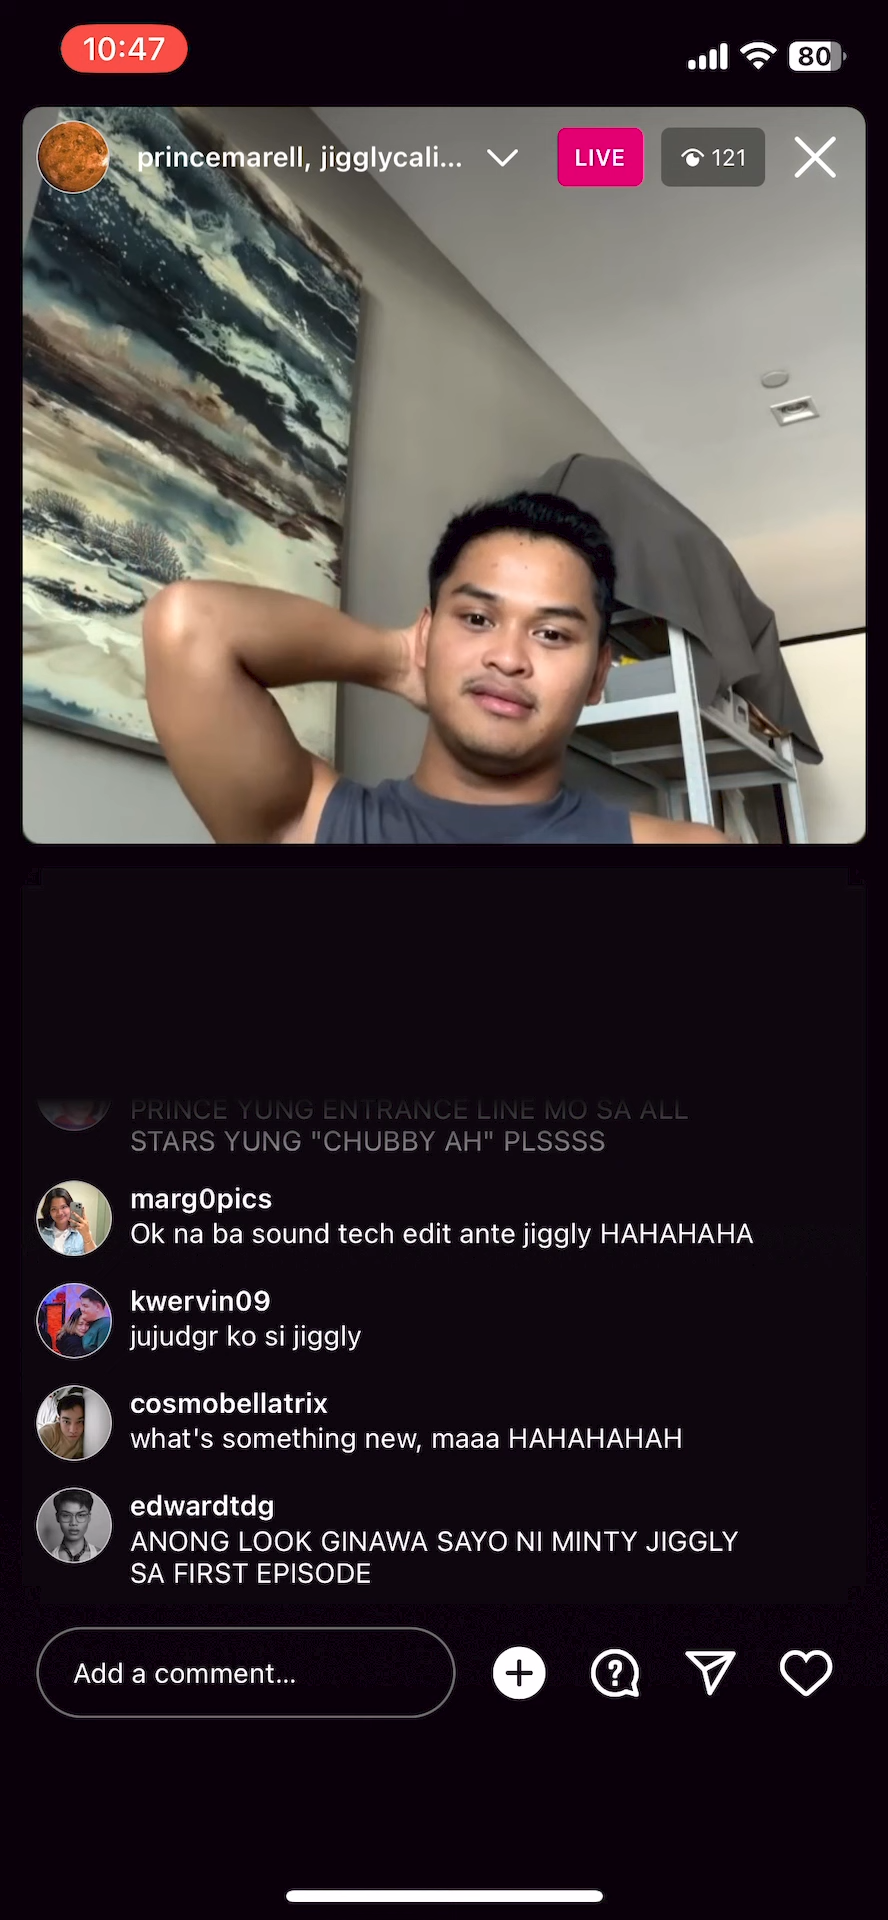 10:47
80
princemarell, jigglycali...
LIVE
121
PRINCE YUNG ENTRANCE LINE MO SA ALL
STARS YUNG "CHUBBY AH" PLSSSS
marg0pics
Ok na ba sound tech edit ante jiggly HAHAHAHA
kwervin09
jujudgr ko si jiggly
cosmobellatrix
what's something new, maaa HAHAHAHAH
edwardtdg
ANONG LOOK GINAWA SAYO NI MINTY JIGGLY
SA FIRST EPISODE
Add a comment...